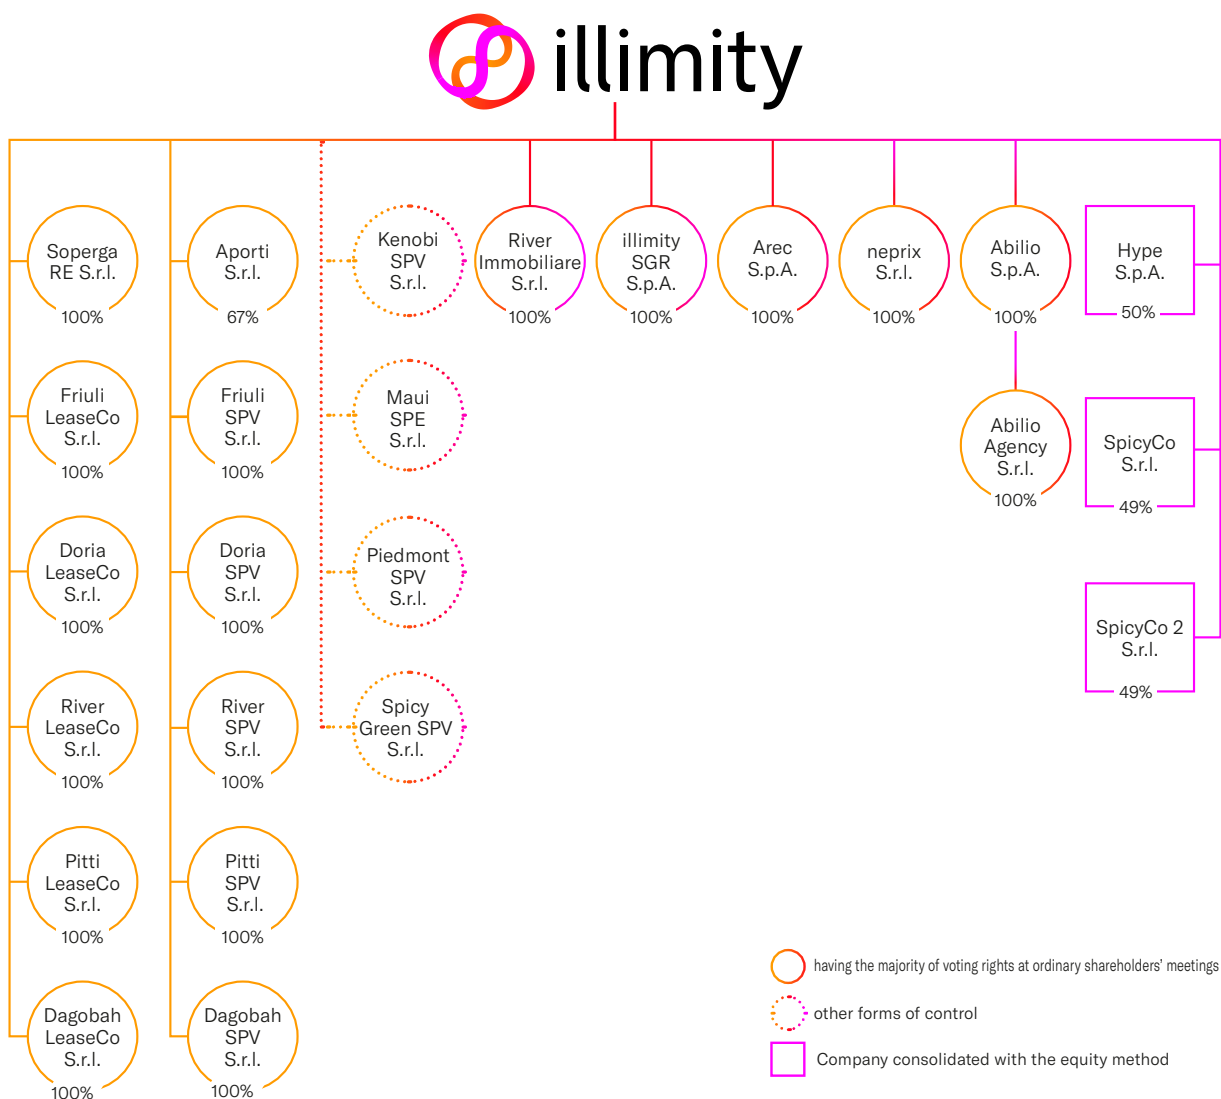 illimity
Soperga
RE S.r.l.
100%
Friuli
LeaseCo
S.r.l.
100%
Doria
LeaseCo
S.r.l.
100%
River
LeaseCo
S.r.l.
100%
Pitti
LeaseCo
S.r.l.
100%
Dagobah
LeaseCo
S.r.l.
100%
Aporti
S.r.l.
67%
Friuli
SPV
S.r.l.
100%
Doria
SPV
S.r.l.
100%
River
SPV
S.r.l.
100%
Pitti
SPV
S.r.l.
100%
Dagobah
SPV
S.r.l.
100%
Kenobi
SPV
S.r.l.
Maui
SPE
S.r.l.
Piedmont
SPV
S.r.l.
Spicy
Green SPV
S.r.l.
River
Immobiliare
S.r.l.
100%
illimity
SGR
S.p.A.
100%
Arec
S.p.A.
100%
neprix
S.r.l.
100%
Abilio
S.p.A.
100%
Abilio
Agency
S.r.l.
100%
Hype
S.p.A.
50%
SpicyCo
S.r.l.
49%
SpicyCo 2
S.r.l.
49%
having the majority of voting rights at ordinary shareholders' meetings
other forms of control
Company consolidated with the equity method